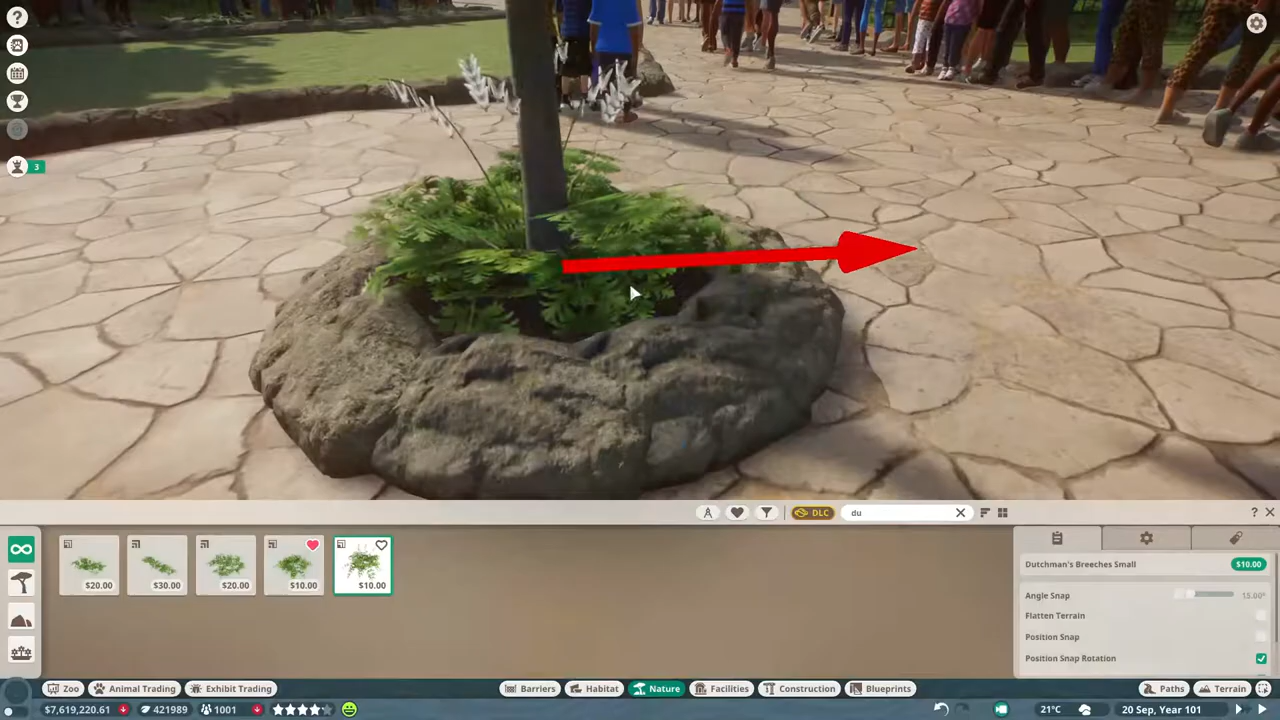 ?
3
DLC
du
?
$20.00
$30.00
$20.00
$10.00
$10.00
Dutchman's Breeches Small
$10.00
Angle Snap
15.00°
Flatten Terrain
Position Snap
Position Snap Rotation
Zoo
Animal Trading
Exhibit Trading
Barriers
Habitat
Nature
Facilities
Construction
Blueprints
Paths
Terrain
$7,619,220.61
421989
1001
21°C
20 Sep, Year 101